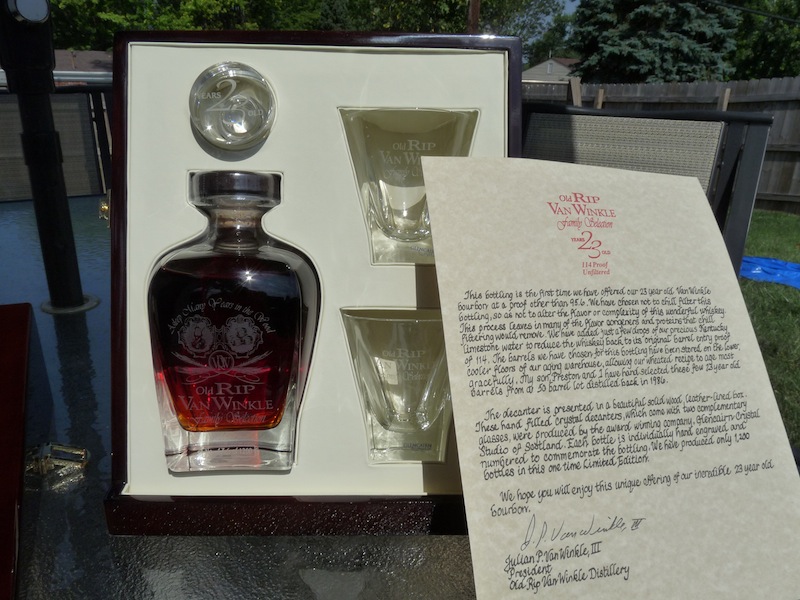 YEARS 23 OLD
Old RIP
VAN WINKLE
Family Selection
After Many Years in the Wood
VW
Old RIP
VAN WINKLE
Family Selection
Old RIP
VAN WINKLE
Old RIP
VAN WINKLE
Family Selection
YEARS 23 OLD
114 Proof
Unfiltered
This bottling is the first time we have offered our 23 year old Van Winkle
bourbon at a proof other than 95.6. We have chosen not to chill filter this
bottling, so as not to alter the flavor or complexity of this wonderful whiskey.
This process leaves in many of the flavor congeners and proteins that chill
filtering would remove. We have added just a few drops of our precious Kentucky
limestone water to reduce the whiskey back to its original barrel entry proof
of 114. The barrels we have chosen for this bottling have been stored on the lower,
cooler floors of our aging warehouse, allowing our wheated recipe to age most
gracefully. My son, Preston and I have hard selected these few 23 year old
barrels from a 50 barrel lot distilled back in 1986.
The decanter is presented in a beautiful solid wood, leather-lined box.
These hand filled crystal decanters, which come with two complementary
glasses, were produced by the award winning company, Glencairn Crystal
Studio of Scotland. Each bottle is individually hand engraved and
numbered to commemorate the bottling. We have produced only 1,200
bottles in this one time Limited Edition.
We hope you will enjoy this unique offering of our incredible 23 year old
bourbon.
J. P. Van Winkle, III
Julian P. Van Winkle, III
President
Old Rip Van Winkle Distillery